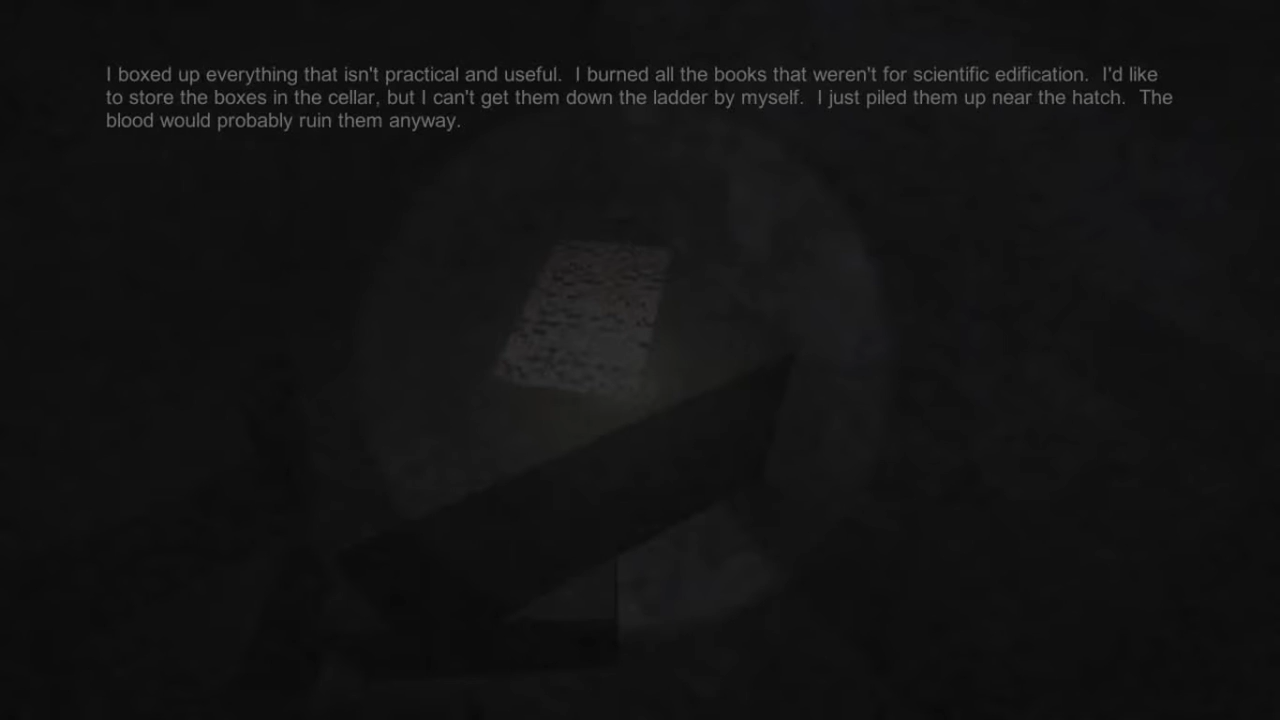 I boxed up everything that isn't practical and useful.  I burned all the books that weren't for scientific edification.  I'd like
to store the boxes in the cellar, but I can't get them down the ladder by myself.  I just piled them up near the hatch.  The
blood would probably ruin them anyway.